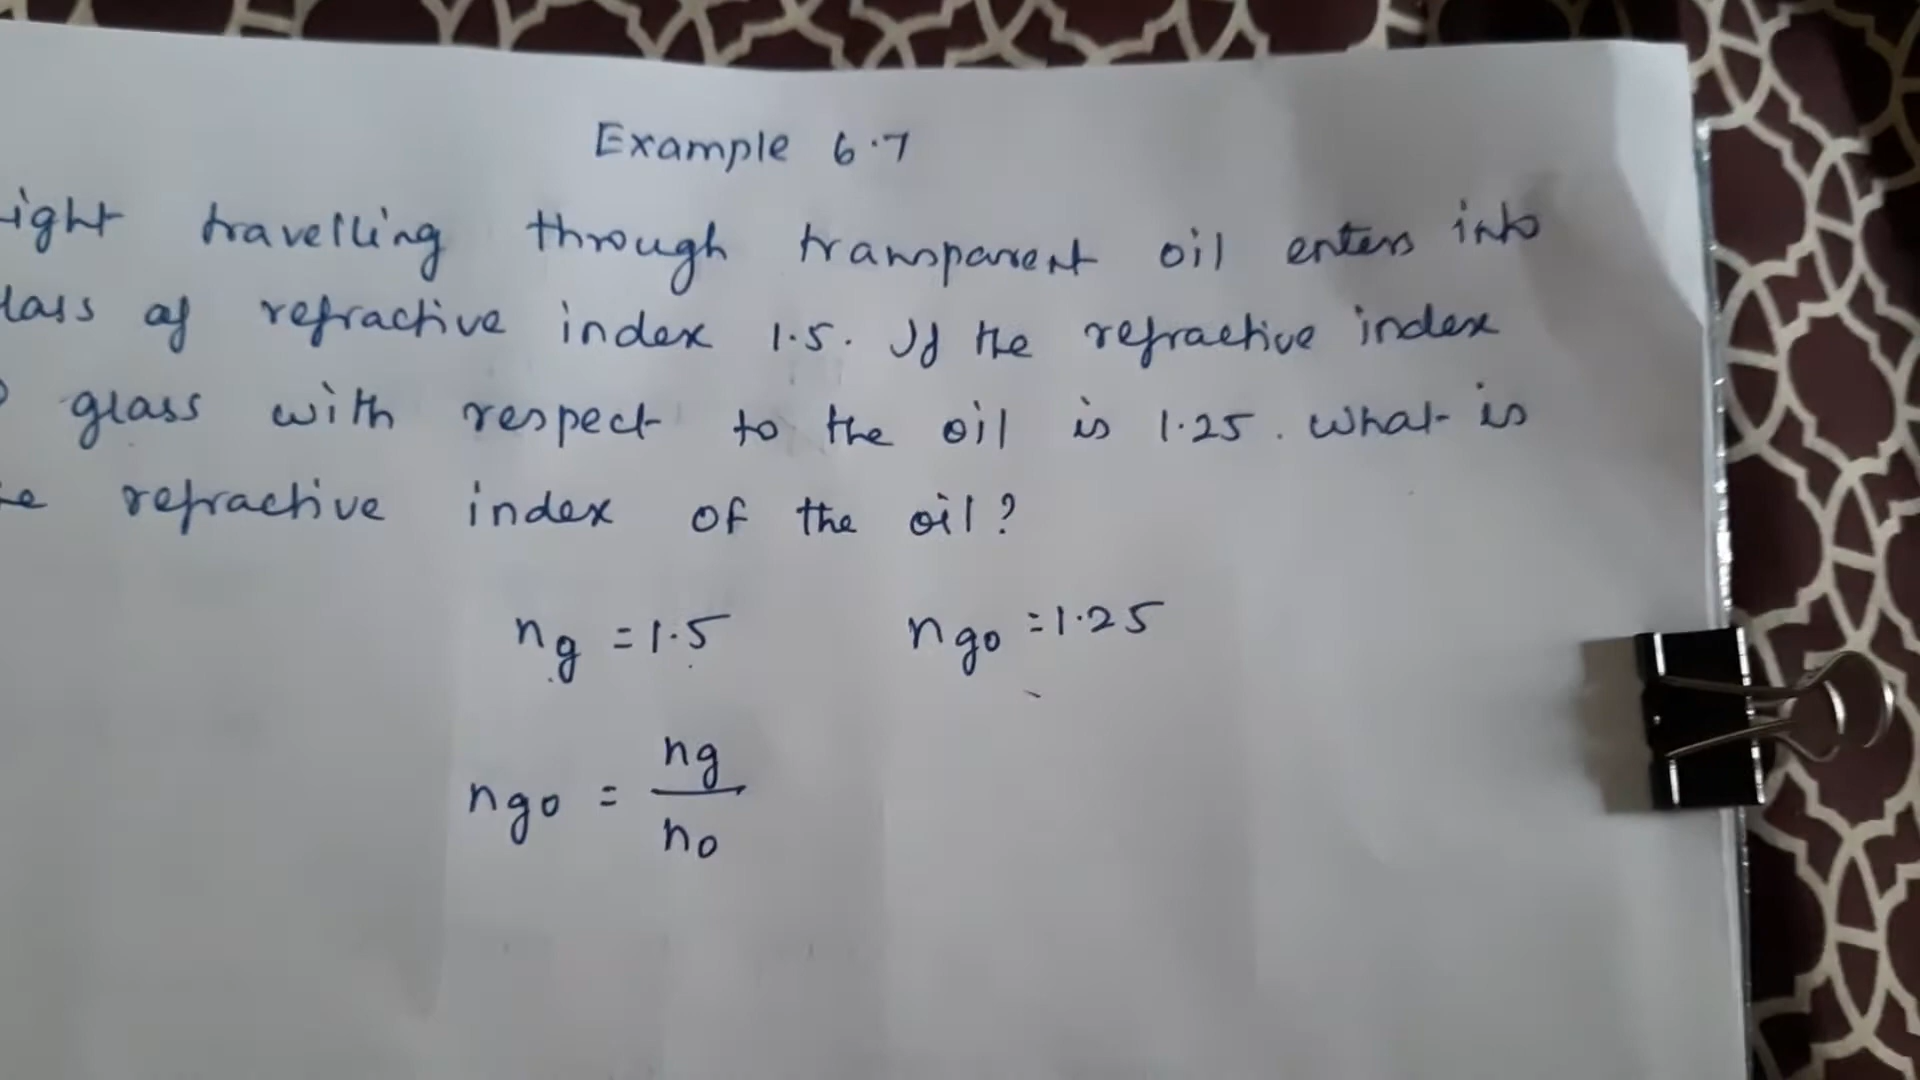 Example 6.7
ight travelling through transparent oil enters into
lass of refractive index 1.5. If the refractive index
glass with respect to the oil is 1.25. What is
e refractive index of the oil?
ng = 1.5 ngo = 1.25
ngo = ng / no